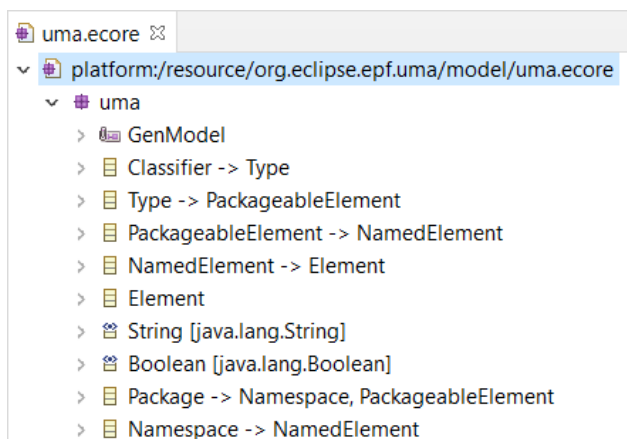 uma.ecore
platform:/resource/org.eclipse.epf.uma/model/uma.ecore
uma
GenModel
Classifier -> Type
Type -> PackageableElement
PackageableElement -> NamedElement
NamedElement -> Element
Element
String [java.lang.String]
Boolean [java.lang.Boolean]
Package -> Namespace, PackageableElement
Namespace -> NamedElement